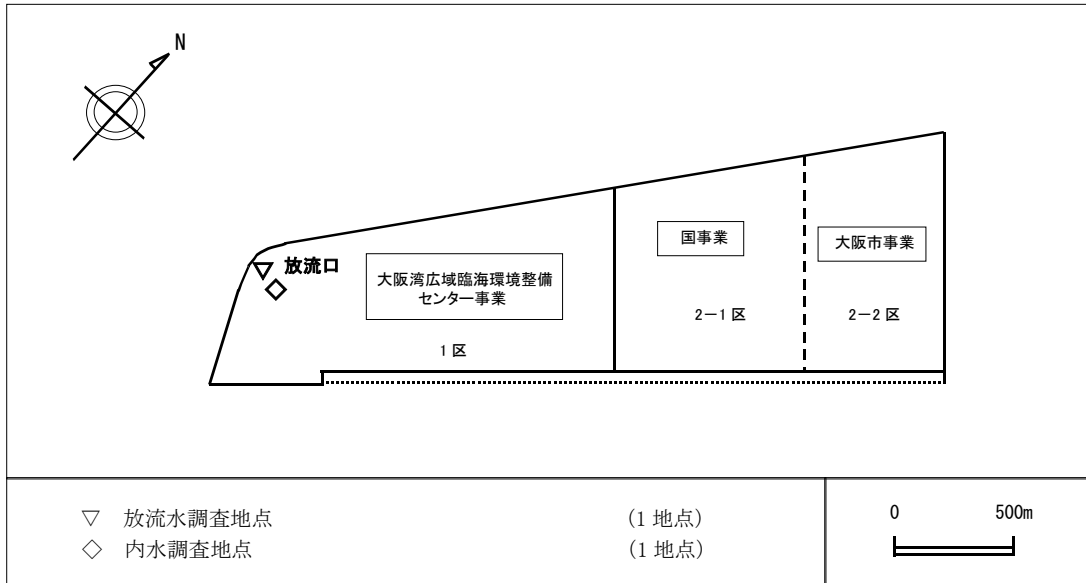 N
放流口
大阪湾広域臨海環境整備
センター事業
1 区
国事業
2-1 区
大阪市事業
2-2 区
▽ 放流水調査地点 (1 地点)
◇ 内水調査地点 (1 地点)
0 500m